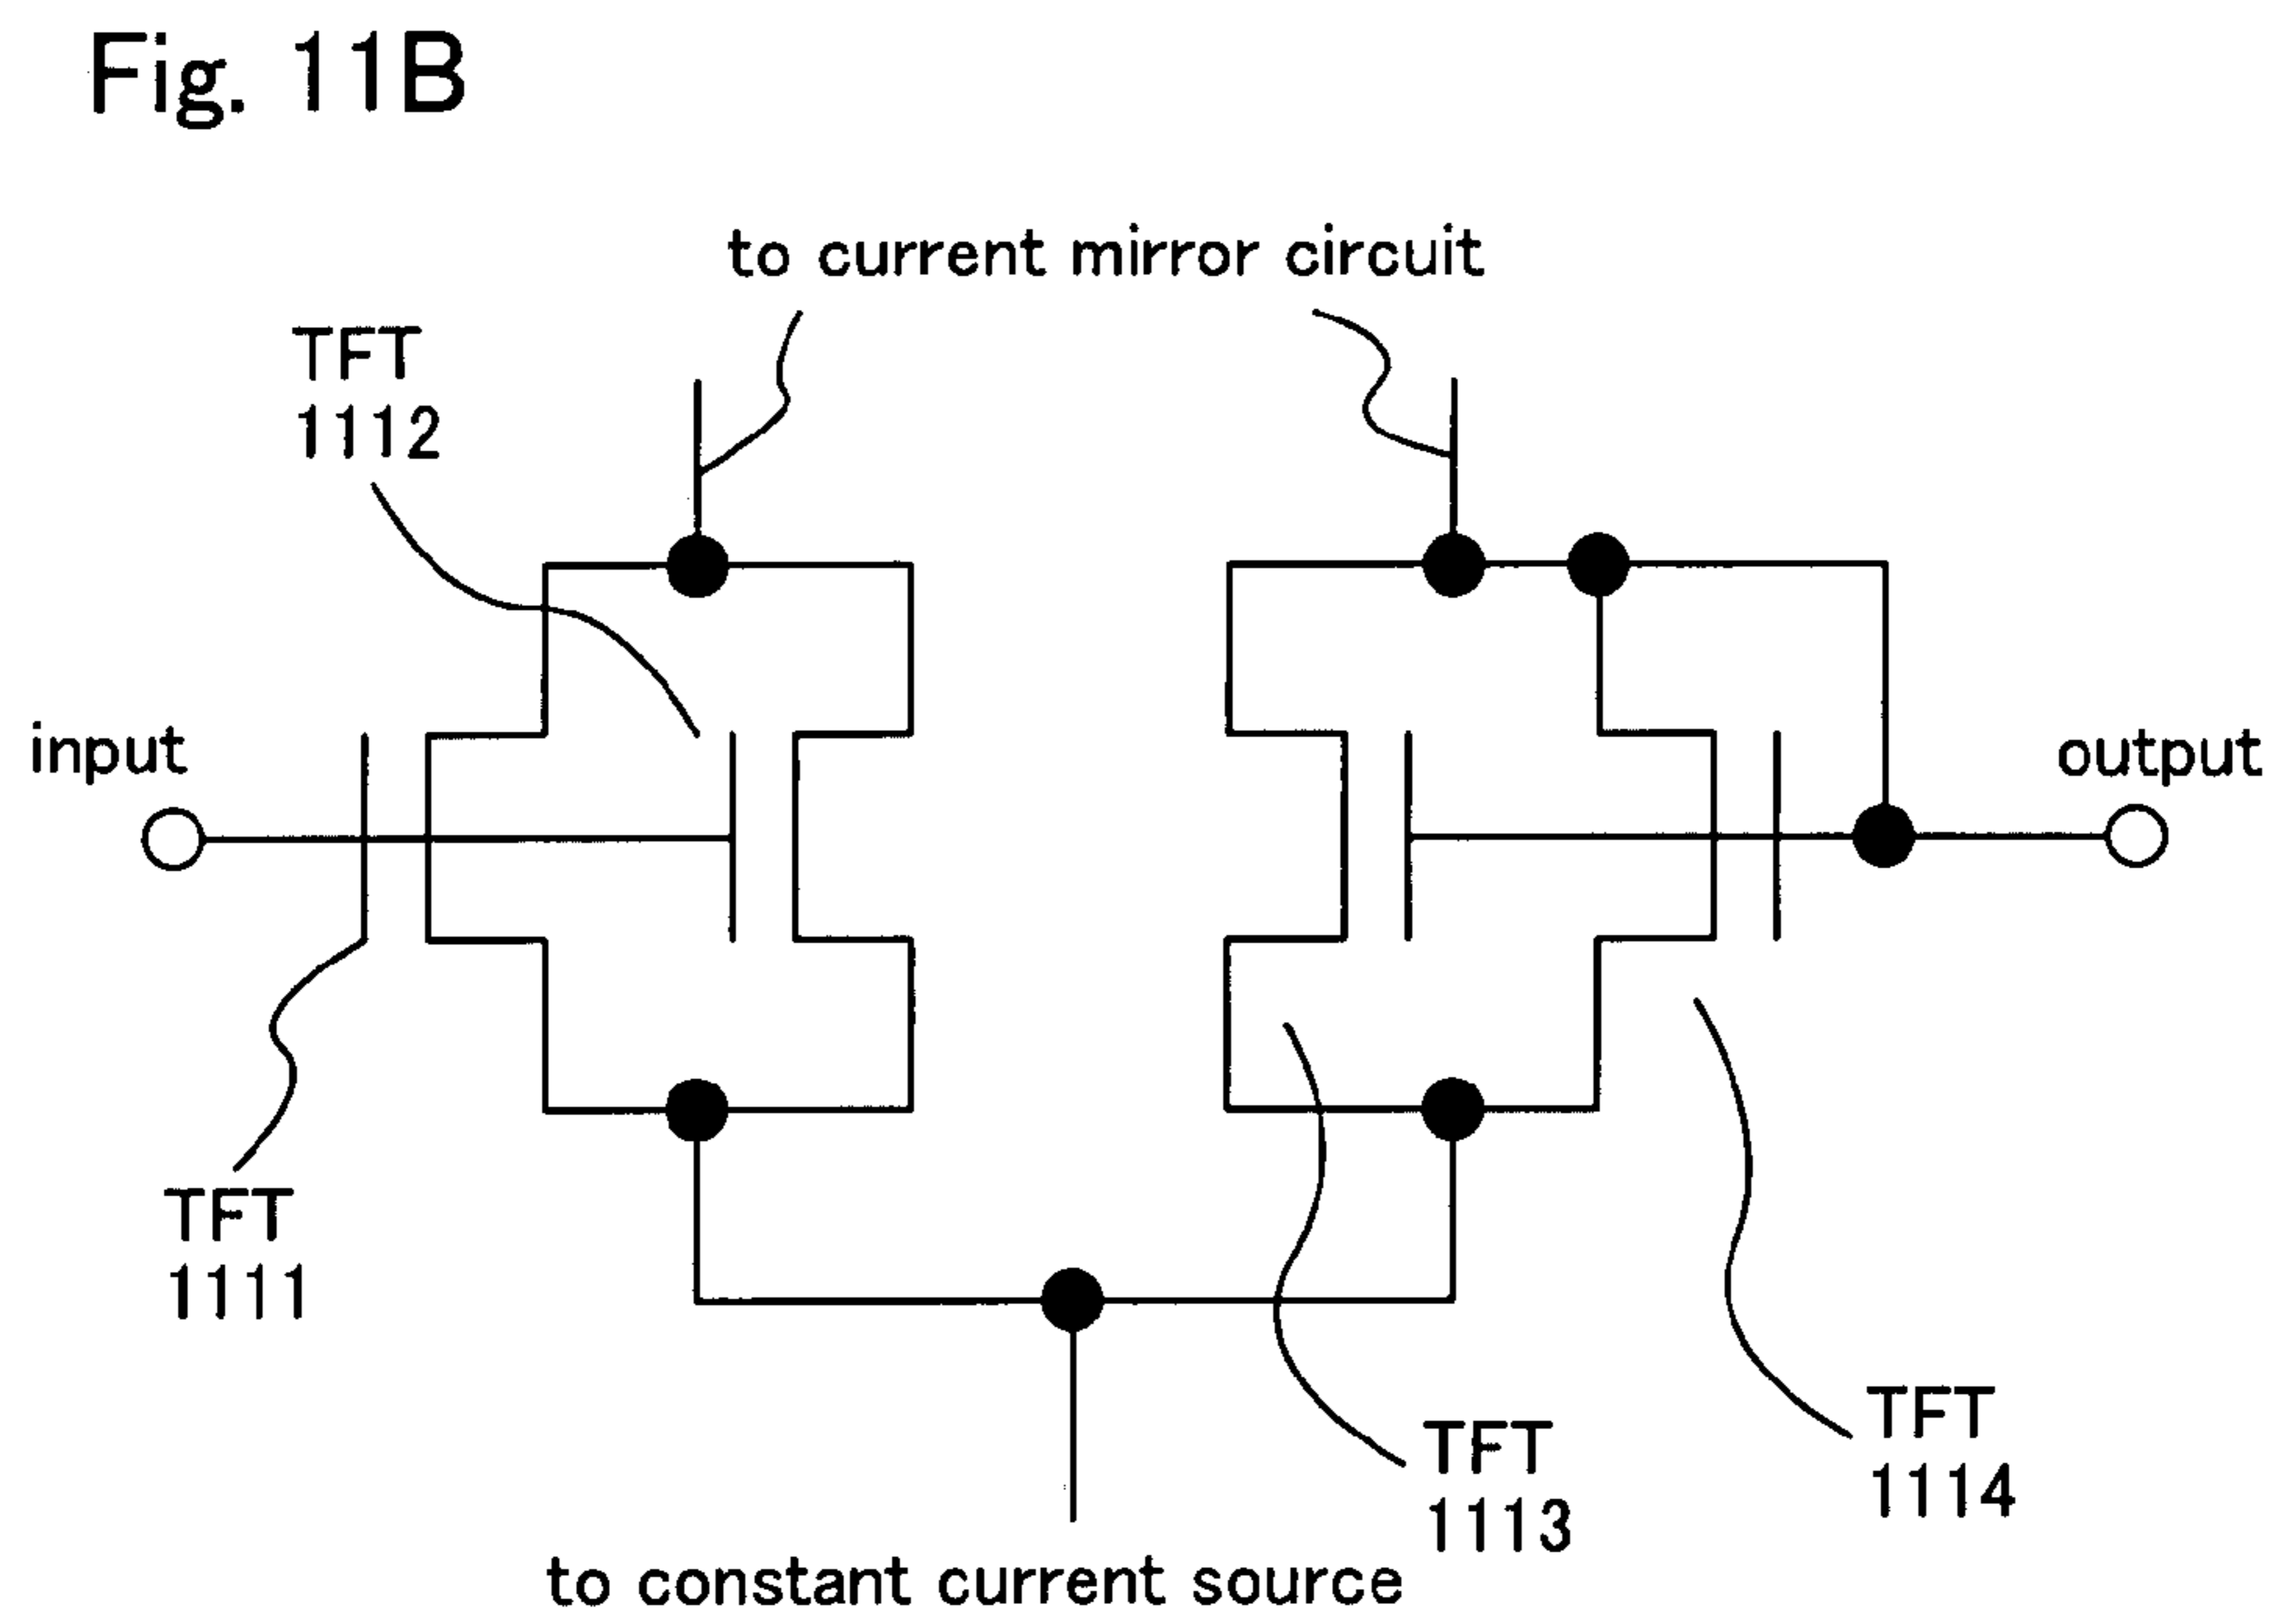 Fig. 11B
to current mirror circuit
TFT
1112
input
output
TFT
1111
TFT
1113
TFT
1114
to constant current source